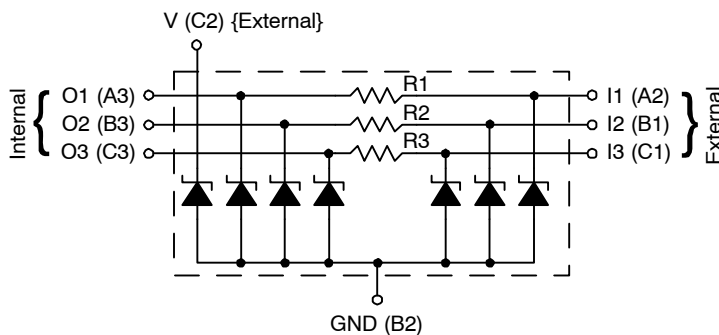 V (C2) {External}
Internal
O1 (A3)
R1
I1 (A2)
O2 (B3)
R2
I2 (B1)
O3 (C3)
R3
I3 (C1)
External
GND (B2)